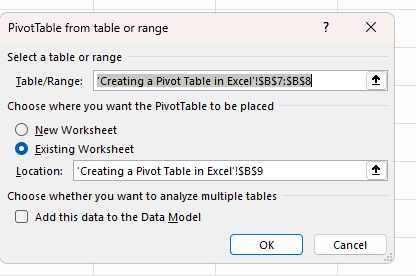 PivotTable from table or range ?
Select a table or range
Table/Range: 'Creating a Pivot Table in Excel'!$B$7:$B$8
Choose where you want the PivotTable to be placed
New Worksheet
Existing Worksheet
Location: 'Creating a Pivot Table in Excel'!$B$9
Choose whether you want to analyze multiple tables
Add this data to the Data Model
OK Cancel